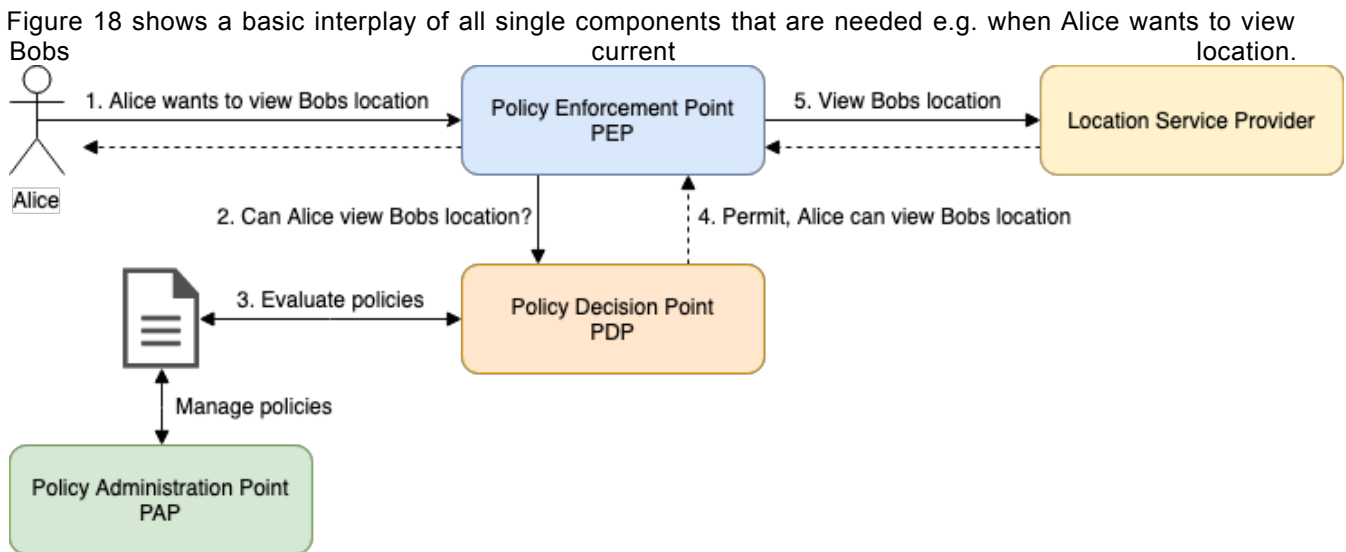 Figure 18 shows a basic interplay of all single components that are needed e.g. when Alice wants to view
Bobs current location.
1. Alice wants to view Bobs location
Policy Enforcement Point
PEP
5. View Bobs location
Location Service Provider
Alice
2. Can Alice view Bobs location?
4. Permit, Alice can view Bobs location
3. Evaluate policies
Policy Decision Point
PDP
Manage policies
Policy Administration Point
PAP